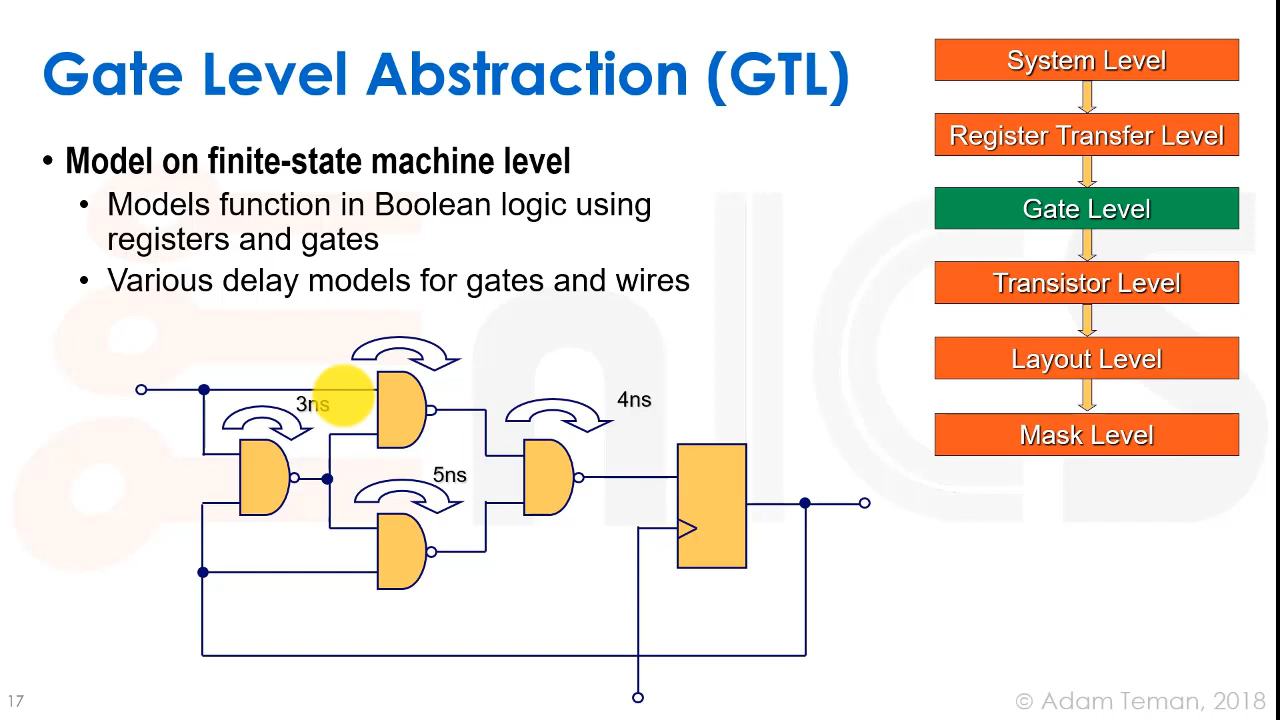 Gate Level Abstraction (GTL)
• Model on finite-state machine level
• Models function in Boolean logic using
registers and gates
• Various delay models for gates and wires
3ns
4ns
5ns
System Level
Register Transfer Level
Gate Level
Transistor Level
Layout Level
Mask Level
17
© Adam Teman, 2018